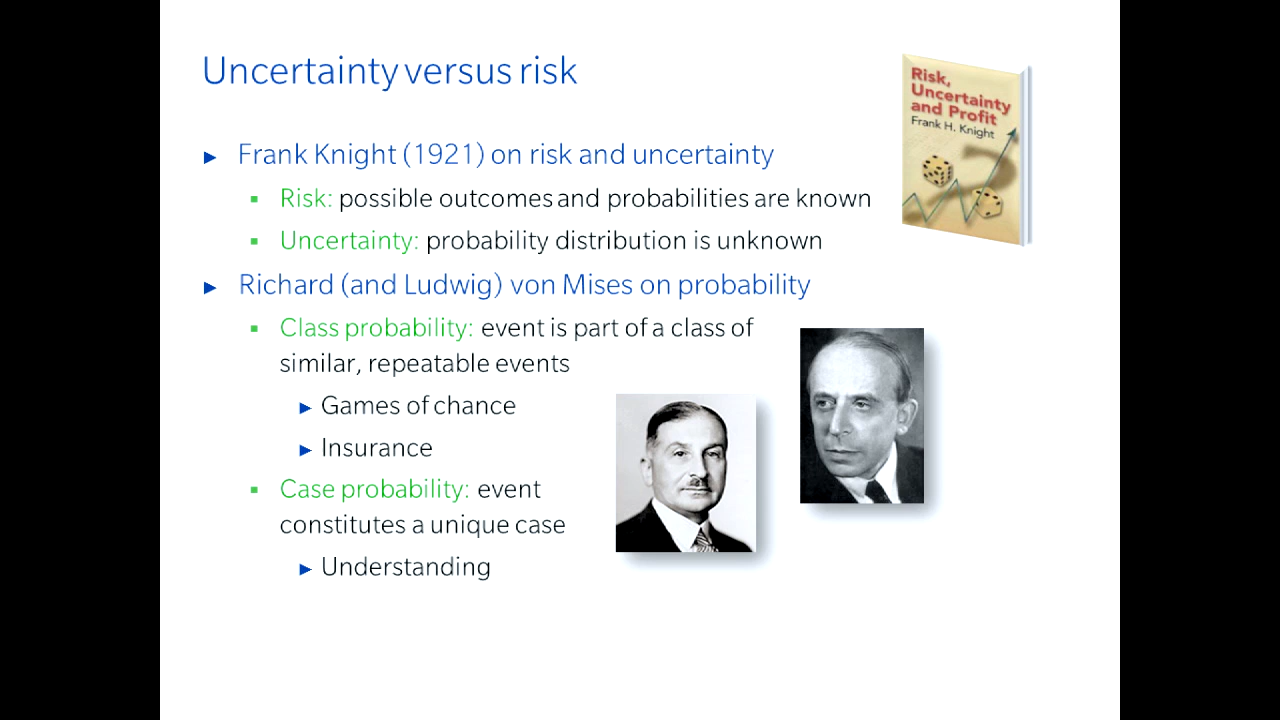 Uncertainty versus risk
Risk,
Uncertainty
and Profit
Frank H. Knight
► Frank Knight (1921) on risk and uncertainty
▪ Risk: possible outcomes and probabilities are known
▪ Uncertainty: probability distribution is unknown
► Richard (and Ludwig) von Mises on probability
▪ Class probability: event is part of a class of
similar, repeatable events
► Games of chance
► Insurance
▪ Case probability: event
constitutes a unique case
► Understanding